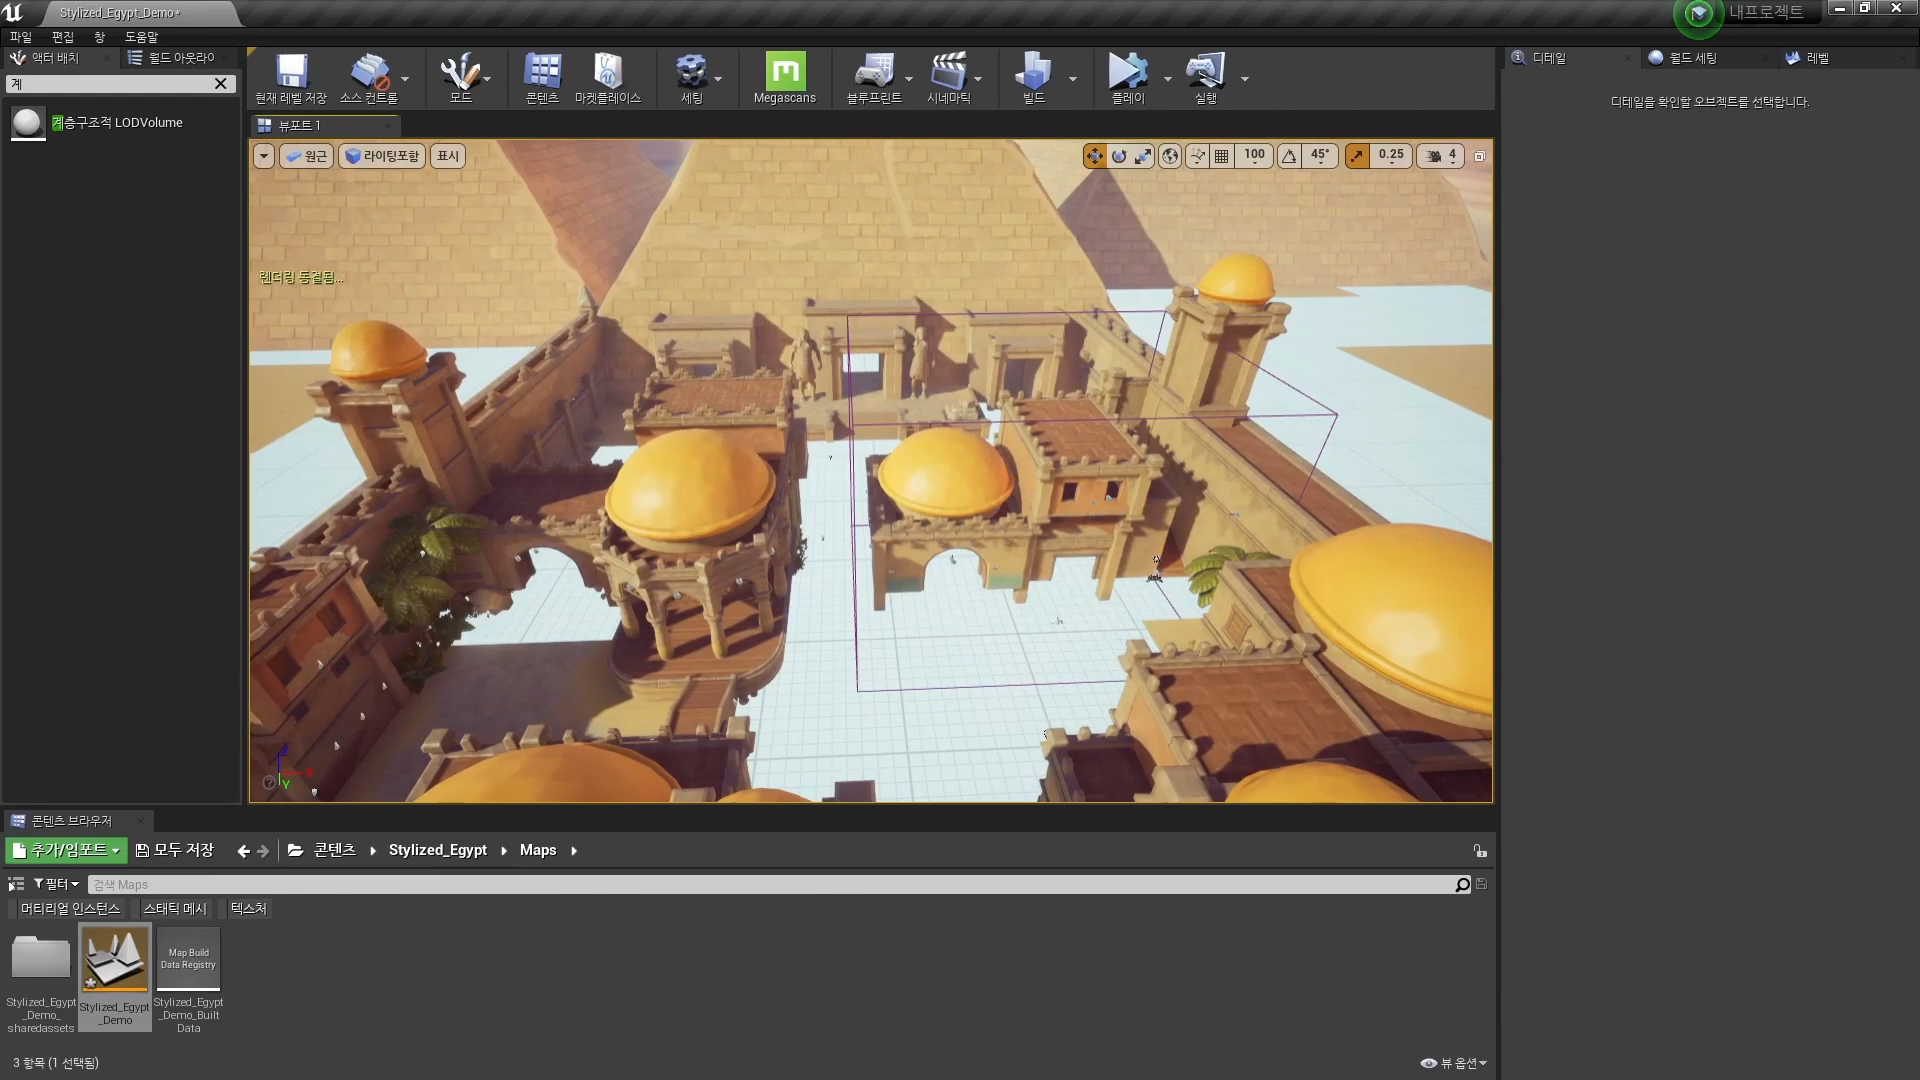 Stylized_Egypt_Demo*
내프로젝트
파일 편집 창 도움말
액터 배치
월드 아웃라이
계
계층구조적 LODVolume
현재 레벨 저장
소스 컨트롤
모드
콘텐츠
마켓플레이스
세팅
Megascans
블루프린트
시네마틱
빌드
플레이
실행
뷰포트 1
원근
라이팅포함
표시
100
45°
0.25
4
렌더링 동결됨...
Z
X
Y
디테일
월드 세팅
레벨
디테일을 확인할 오브젝트를 선택합니다.
콘텐츠 브라우저
추가/임포트
모두 저장
콘텐츠
Stylized_Egypt
Maps
필터
검색 Maps
머티리얼 인스턴스
스태틱 메시
텍스처
Stylized_Egypt
_Demo_
sharedassets
Stylized_Egypt
_Demo
Map Build
Data Registry
Stylized_Egypt
_Demo_Built
Data
3 항목 (1 선택됨)
뷰 옵션